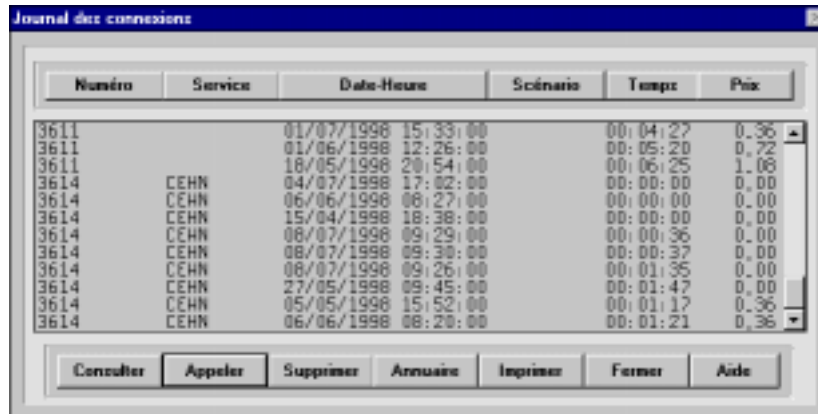 Journal des connexions
Numéro Service Date-Heure Scénario Temps Prix
3611 01/07/1998 15:33:00 00:04:27 0.36
3611 01/06/1998 12:26:00 00:05:20 0.72
3611 18/05/1998 20:54:00 00:06:25 1.08
3614 CEHN 04/07/1998 17:02:00 00:00:00 0.00
3614 CEHN 06/06/1998 08:27:00 00:00:00 0.00
3614 CEHN 15/04/1998 18:38:00 00:00:00 0.00
3614 CEHN 08/07/1998 09:29:00 00:00:36 0.00
3614 CEHN 08/07/1998 09:30:00 00:00:37 0.00
3614 CEHN 08/07/1998 09:26:00 00:01:35 0.00
3614 CEHN 27/05/1998 09:45:00 00:01:47 0.00
3614 CEHN 05/05/1998 15:52:00 00:01:17 0.36
3614 CEHN 06/06/1998 08:20:00 00:01:21 0.36
Consulter Appeler Supprimer Annuaire Imprimer Fermer Aide